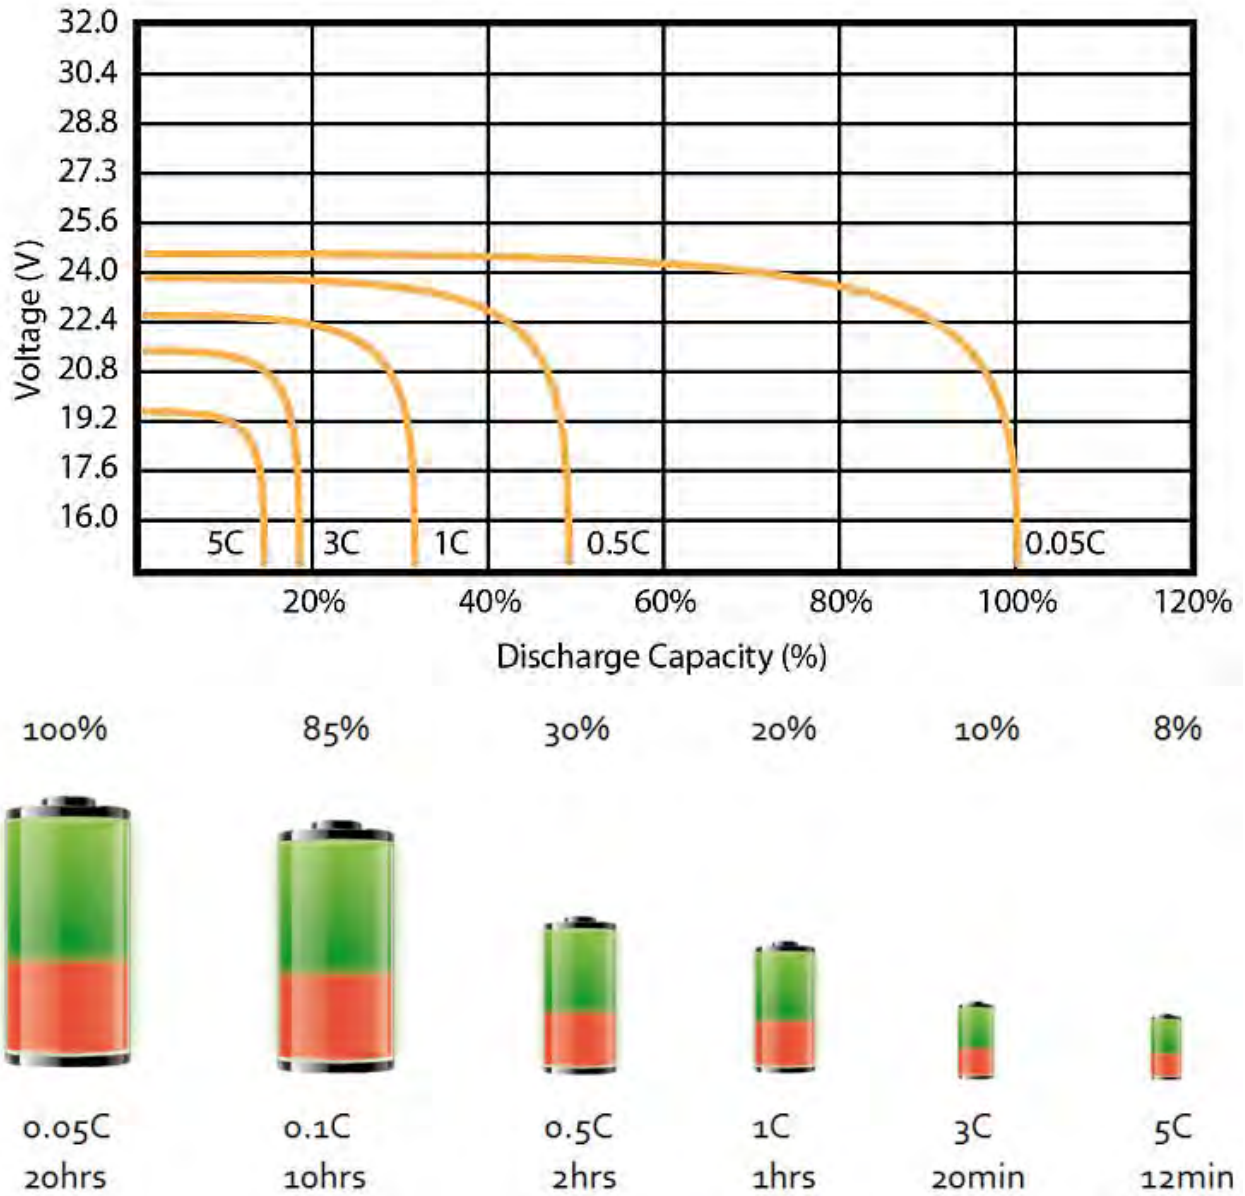 32.0
30.4
28.8
27.3
25.6
24.0
22.4
20.8
19.2
17.6
16.0
Voltage (V)
5C 3C 1C 0.5C 0.05C
20% 40% 60% 80% 100% 120%
Discharge Capacity (%)
100% 85% 30% 20% 10% 8%
0.05C 0.1C 0.5C 1C 3C 5C
20hrs 10hrs 2hrs 1hrs 20min 12min